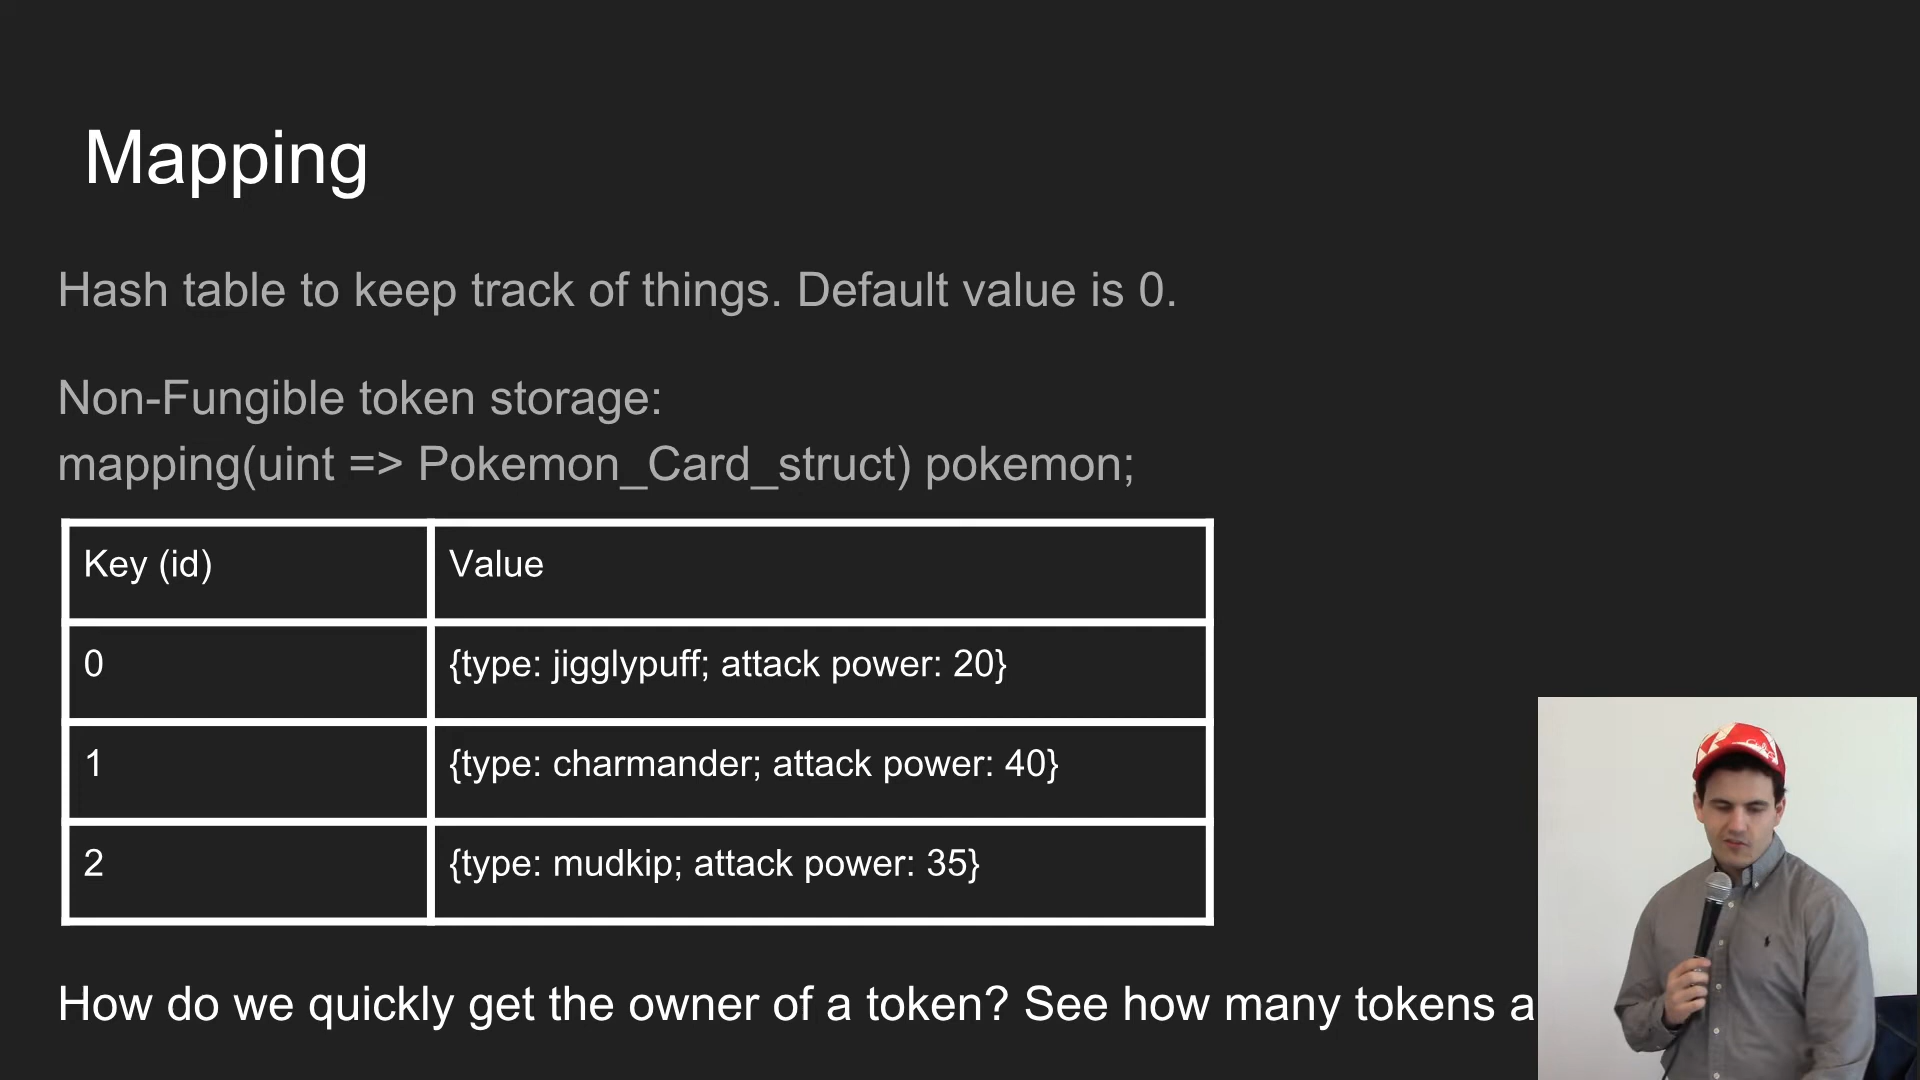 Mapping
Hash table to keep track of things. Default value is 0.
Non-Fungible token storage:
mapping(uint => Pokemon_Card_struct) pokemon;
Key (id) Value
0 {type: jigglypuff; attack power: 20}
1 {type: charmander; attack power: 40}
2 {type: mudkip; attack power: 35}
How do we quickly get the owner of a token? See how many tokens a